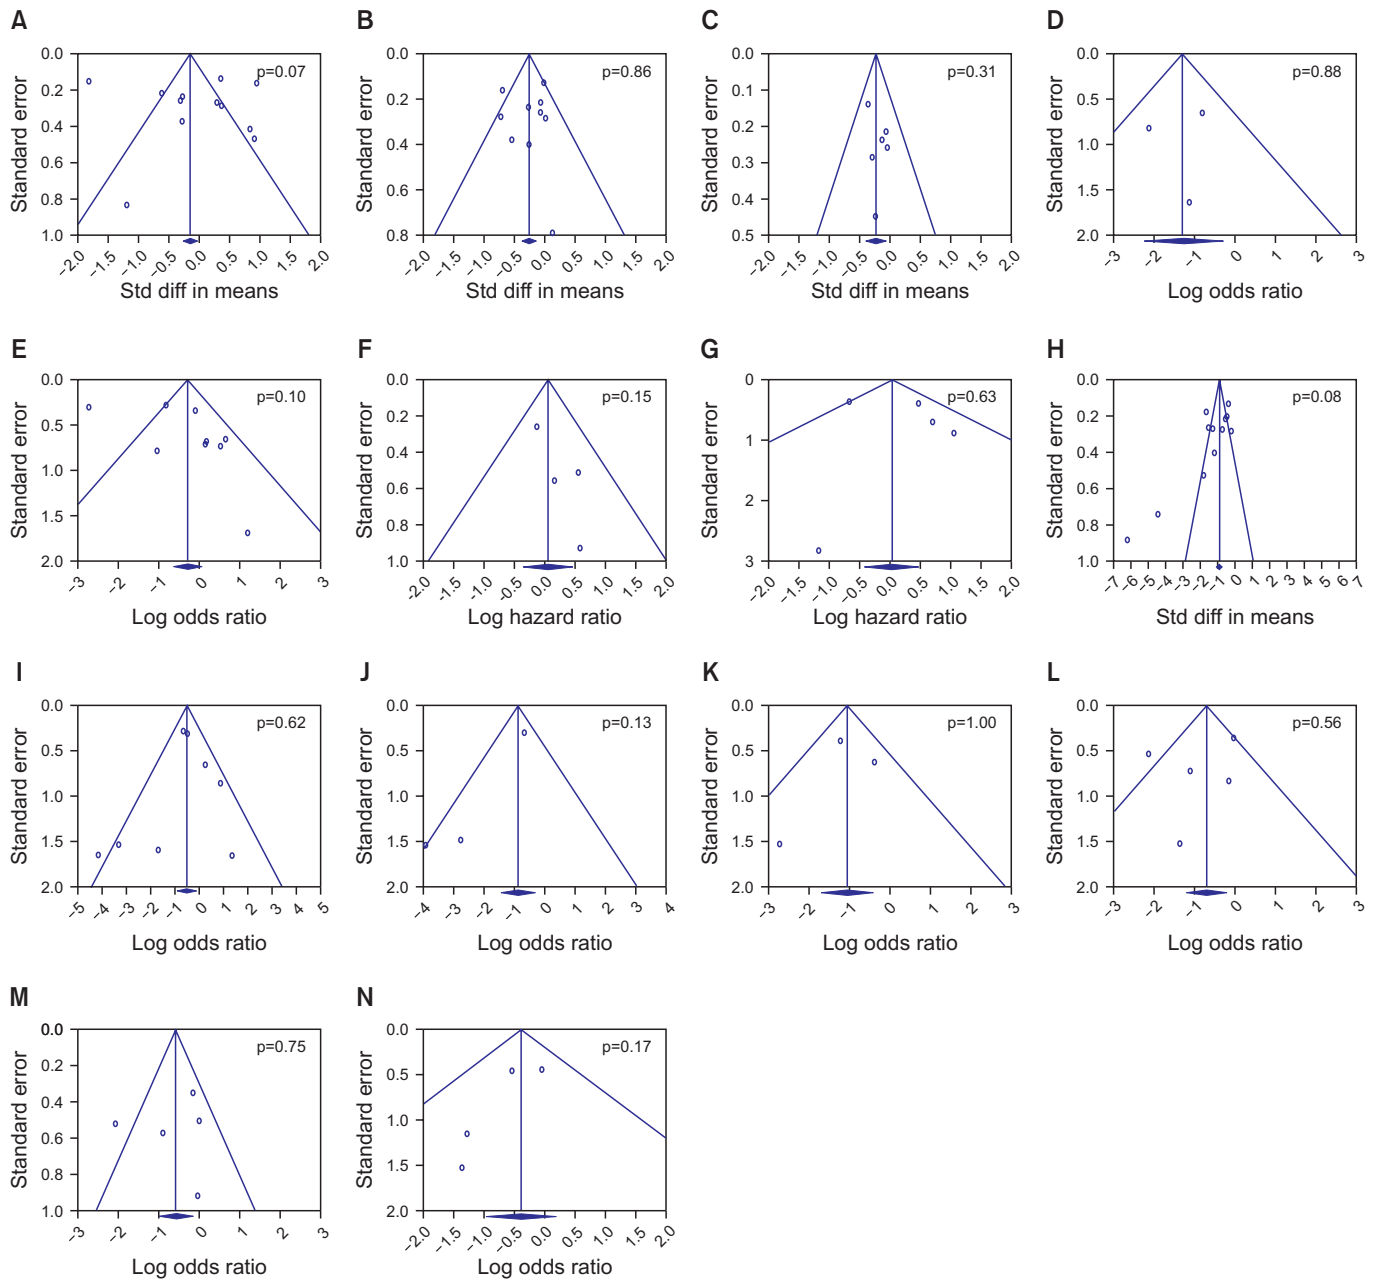 A
B
C
D
p=0.07
p=0.86
p=0.31
p=0.88
Standard error
0.0
0.2
0.4
0.6
0.8
1.0
−2.0 −1.5 −1.0 −0.5 0.0 0.5 1.0 1.5 2.0
Std diff in means
Standard error
0.0
0.2
0.4
0.6
0.8
−2.0 −1.5 −1.0 −0.5 0.0 0.5 1.0 1.5 2.0
Std diff in means
Standard error
0.0
0.1
0.2
0.3
0.4
0.5
−2.0 −1.5 −1.0 −0.5 0.0 0.5 1.0 1.5 2.0
Std diff in means
Standard error
0.0
0.5
1.0
1.5
2.0
−3 −2 −1 0 1 2 3
Log odds ratio
E
F
G
H
p=0.10
p=0.15
p=0.63
p=0.08
Standard error
0.0
0.5
1.0
1.5
2.0
−3 −2 −1 0 1 2 3
Log odds ratio
Standard error
0.0
0.2
0.4
0.6
0.8
1.0
−2.0 −1.5 −1.0 −0.5 0.0 0.5 1.0 1.5 2.0
Log hazard ratio
Standard error
0
1
2
3
−2.0 −1.5 −1.0 −0.5 0.0 0.5 1.0 1.5 2.0
Log hazard ratio
Standard error
0.0
0.2
0.4
0.6
0.8
1.0
−7 −6 −5 −4 −3 −2 −1 0 1 2 3 4 5 6 7
Std diff in means
I
J
K
L
p=0.62
p=0.13
p=1.00
p=0.56
Standard error
0.0
0.5
1.0
1.5
2.0
−5 −4 −3 −2 −1 0 1 2 3 4 5
Log odds ratio
Standard error
0.0
0.5
1.0
1.5
2.0
−4 −3 −2 −1 0 1 2 3 4
Log odds ratio
Standard error
0.0
0.5
1.0
1.5
2.0
−3 −2 −1 0 1 2 3
Log odds ratio
Standard error
0.0
0.5
1.0
1.5
2.0
−3 −2 −1 0 1 2 3
Log odds ratio
M
N
p=0.75
p=0.17
Standard error
0.0
0.2
0.4
0.6
0.8
1.0
−3 −2 −1 0 1 2 3
Log odds ratio
Standard error
0.0
0.5
1.0
1.5
2.0
−2.0 −1.5 −1.0 −0.5 0.0 0.5 1.0 1.5 2.0
Log odds ratio